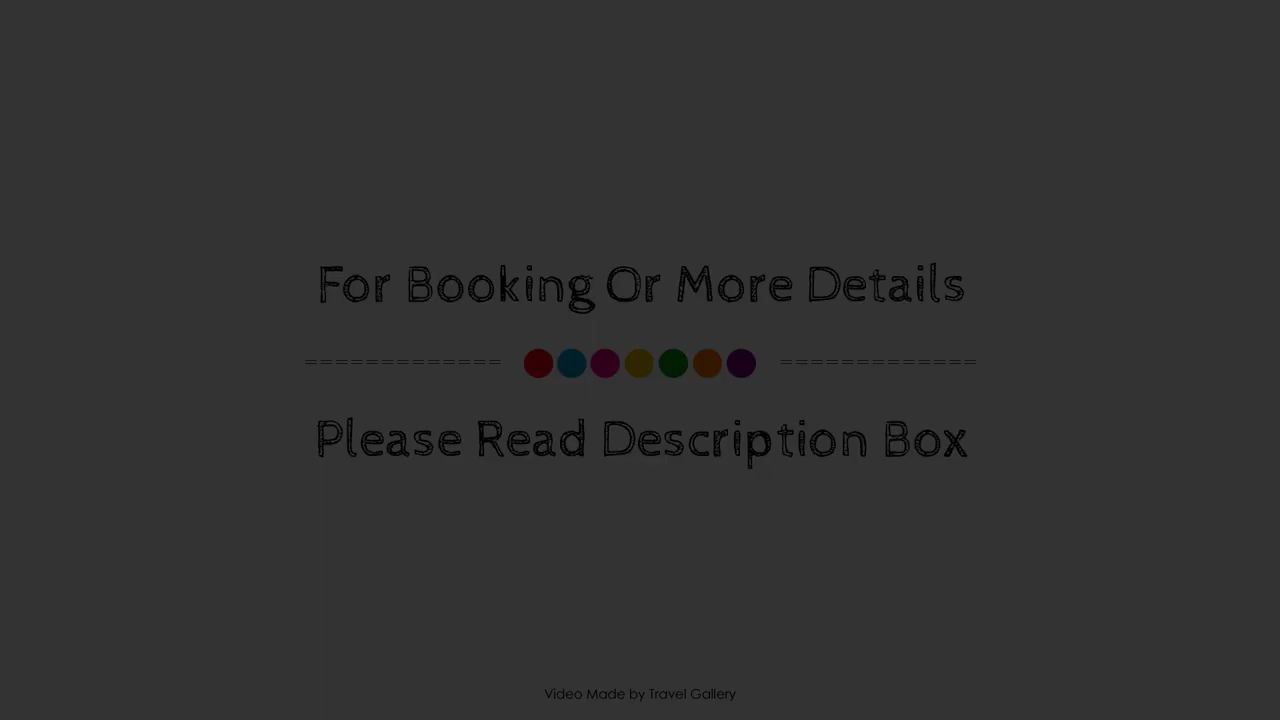 For Booking Or More Details
============= =============
Please Read Description Box
Video Made by Travel Gallery